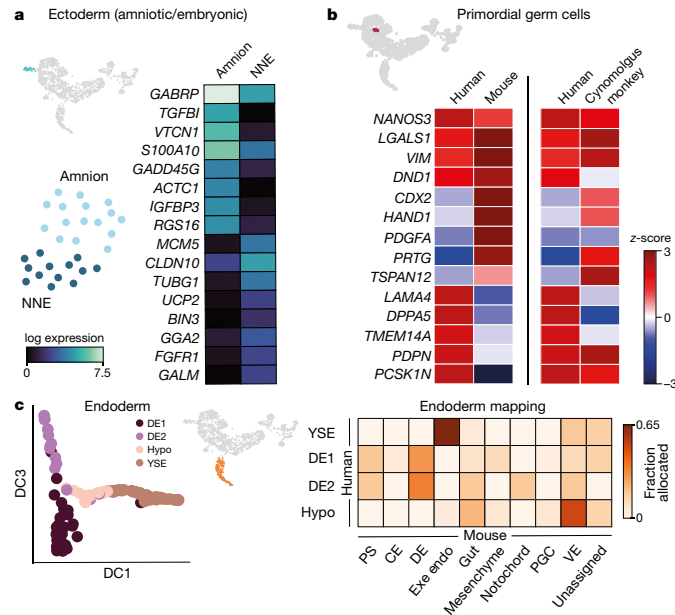 a Ectoderm (amniotic/embryonic)
Amnion
NNE
GABRP
TGFBI
VTCN1
S100A10
GADD45G
ACTC1
IGFBP3
RGS16
MCM5
CLDN10
TUBG1
UCP2
BIN3
GGA2
FGFR1
GALM
Amnion
NNE
log expression
0
7.5
b Primordial germ cells
Human
Mouse
Human
Cynomolgus
monkey
NANOS3
LGALS1
VIM
DND1
CDX2
HAND1
PDGFA
PRTG
TSPAN12
LAMA4
DPPA5
TMEM14A
PDPN
PCSK1N
z-score
3
0
−3
c Endoderm
DE1
DE2
Hypo
YSE
DC3
DC1
Endoderm mapping
Human
YSE
DE1
DE2
Hypo
Mouse
PS
CE
DE
Exe endo
Gut
Mesenchyme
Notochord
PGC
VE
Unassigned
0.65
0
Fraction
allocated